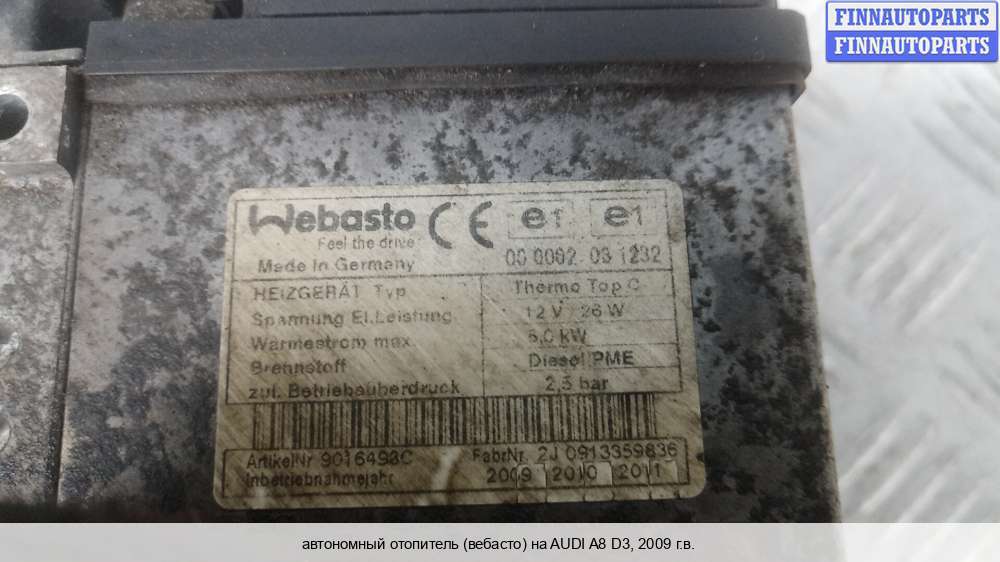 FINNAUTOPARTS
FINNAUTOPARTS
Webasto CE e1 e1
Feel the drive
Made in Germany 00 0002 03 1232
HEIZGERÄT Typ Thermo Top C
Spannung El.Leistung 12 V / 26 W
Wärmestrom max. 5,0 kW
Brennstoff Diesel/PME
zul. Betriebsüberdruck 2,5 bar
ArtikelNr 9016493C FabrNr. 2J 0913359836
Inbetriebnahmejahr 2009 2010 2011
автономный отопитель (вебасто) на AUDI A8 D3, 2009 г.в.